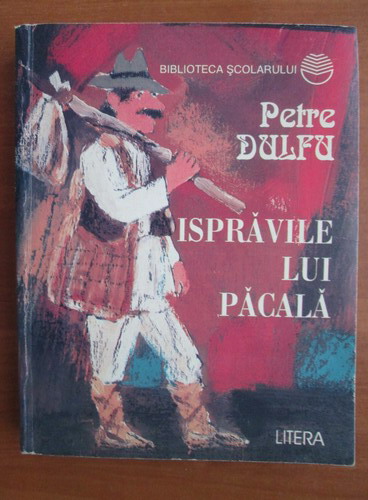 BIBLIOTECA ŞCOLARULUI
Petre
DULFU
ISPRĂVILE
LUI
PĂCALĂ
LITERA